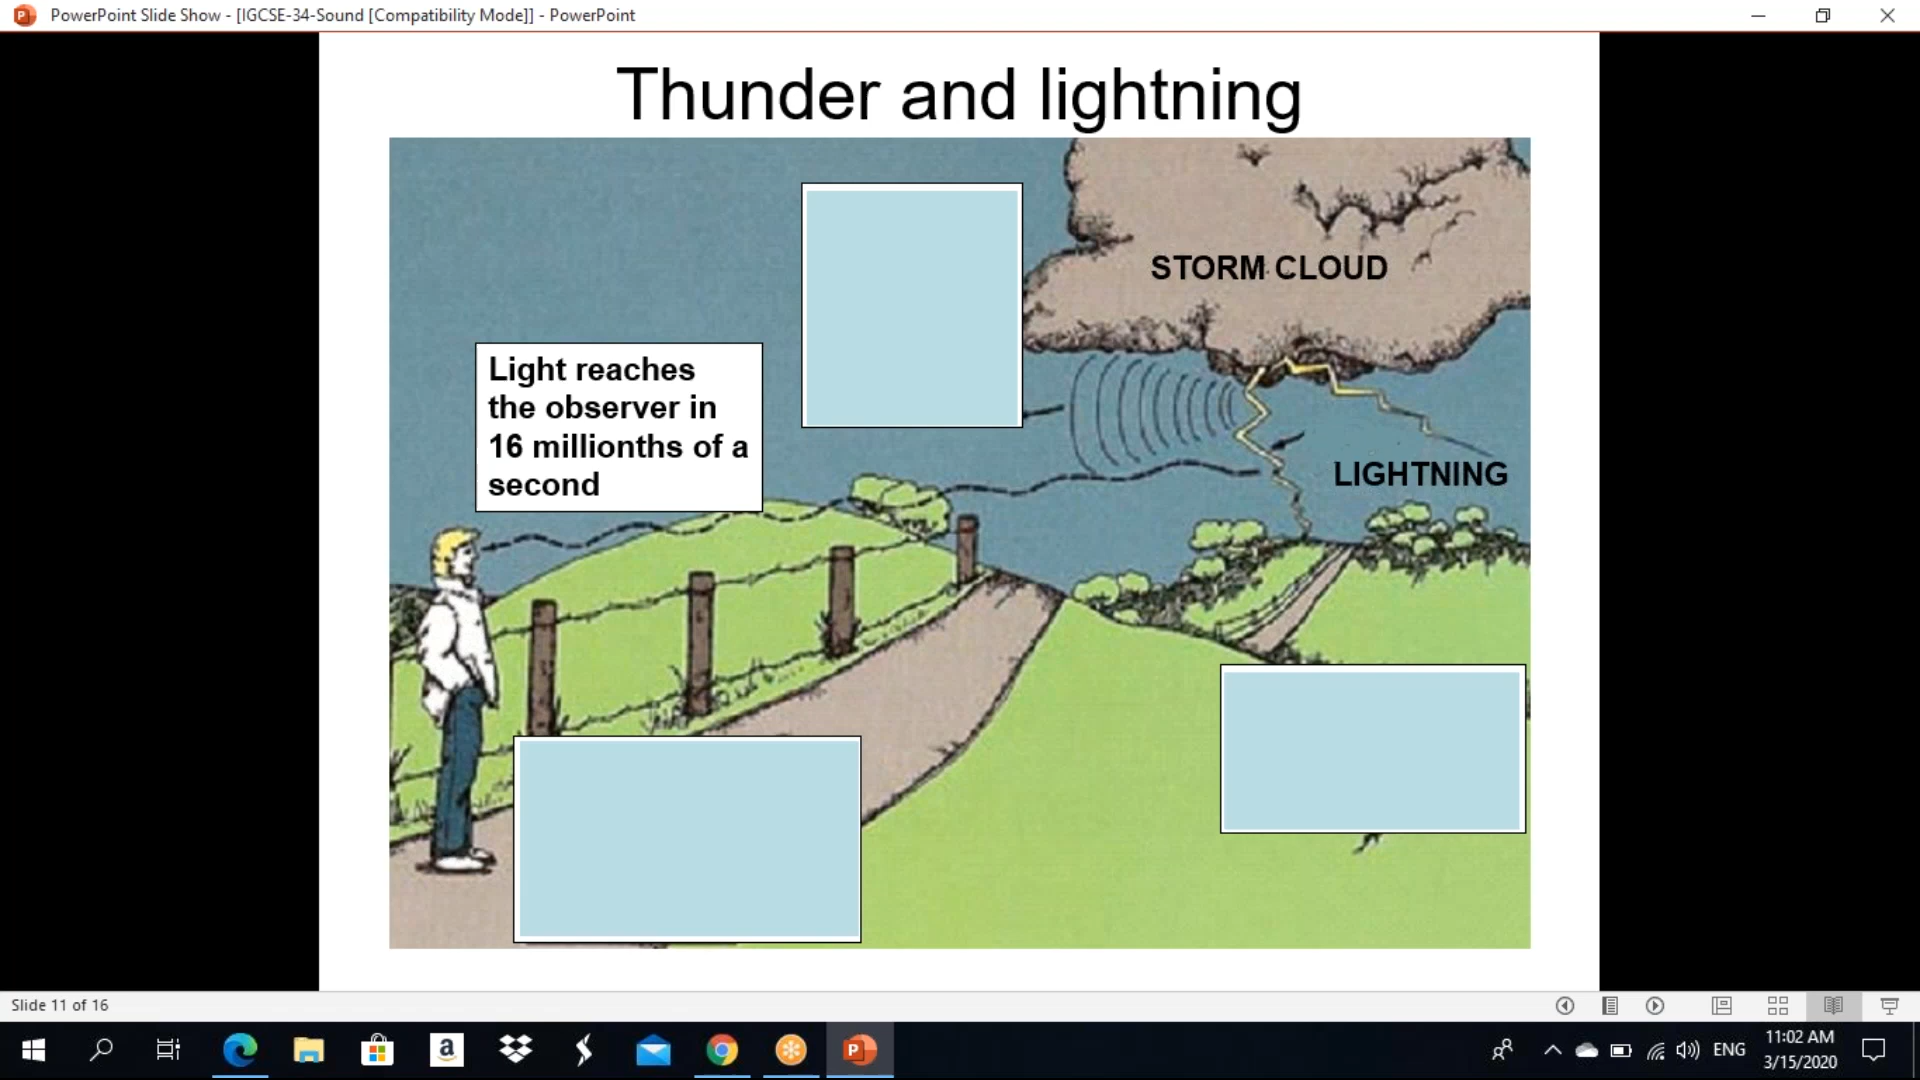 PowerPoint Slide Show - [IGCSE-34-Sound [Compatibility Mode]] - PowerPoint
Thunder and lightning
STORM CLOUD
Light reaches
the observer in
16 millionths of a
second
LIGHTNING
Slide 11 of 16
ENG
11:02 AM
3/15/2020